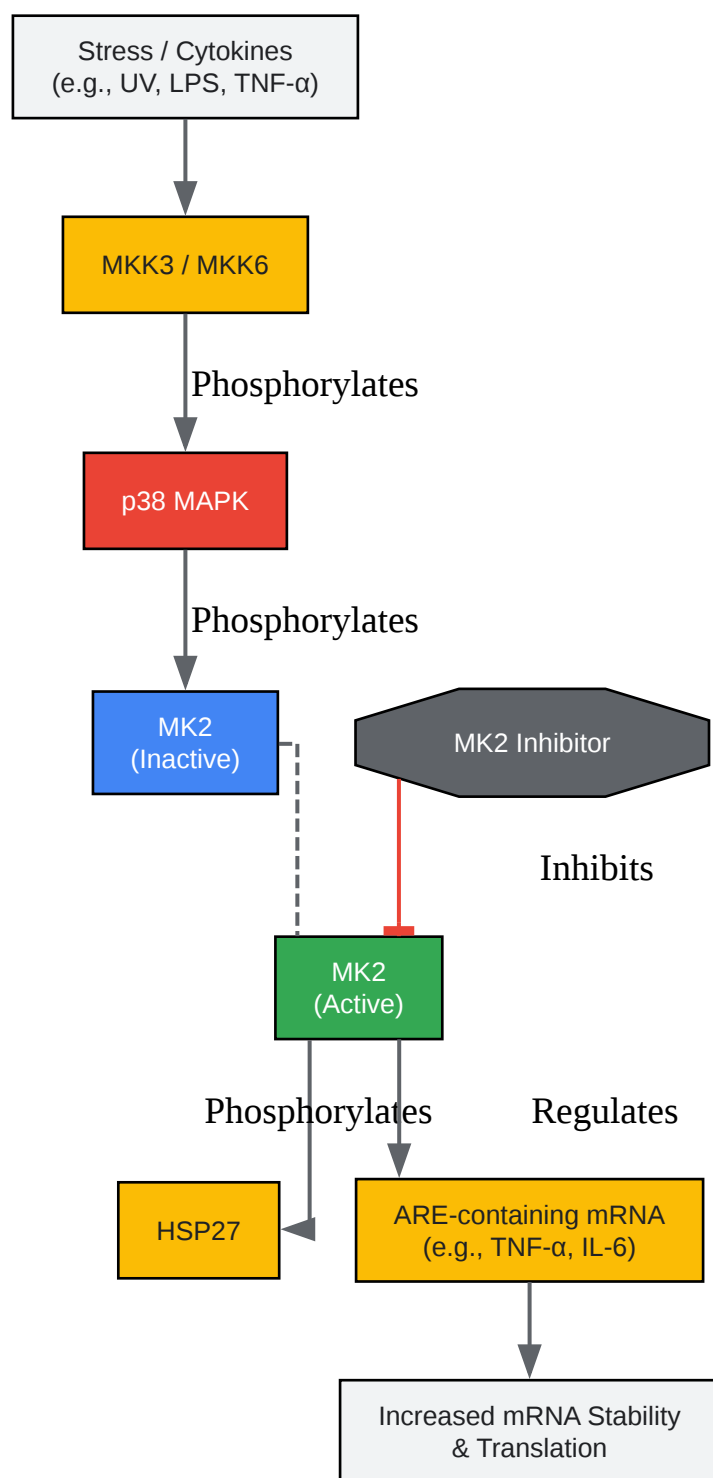 Stress / Cytokines
(e.g., UV, LPS, TNF-α)
MKK3 / MKK6
Phosphorylates
p38 MAPK
Phosphorylates
MK2
(Inactive)
MK2 Inhibitor
Inhibits
MK2
(Active)
Phosphorylates
Regulates
HSP27
ARE-containing mRNA
(e.g., TNF-α, IL-6)
Increased mRNA Stability
& Translation